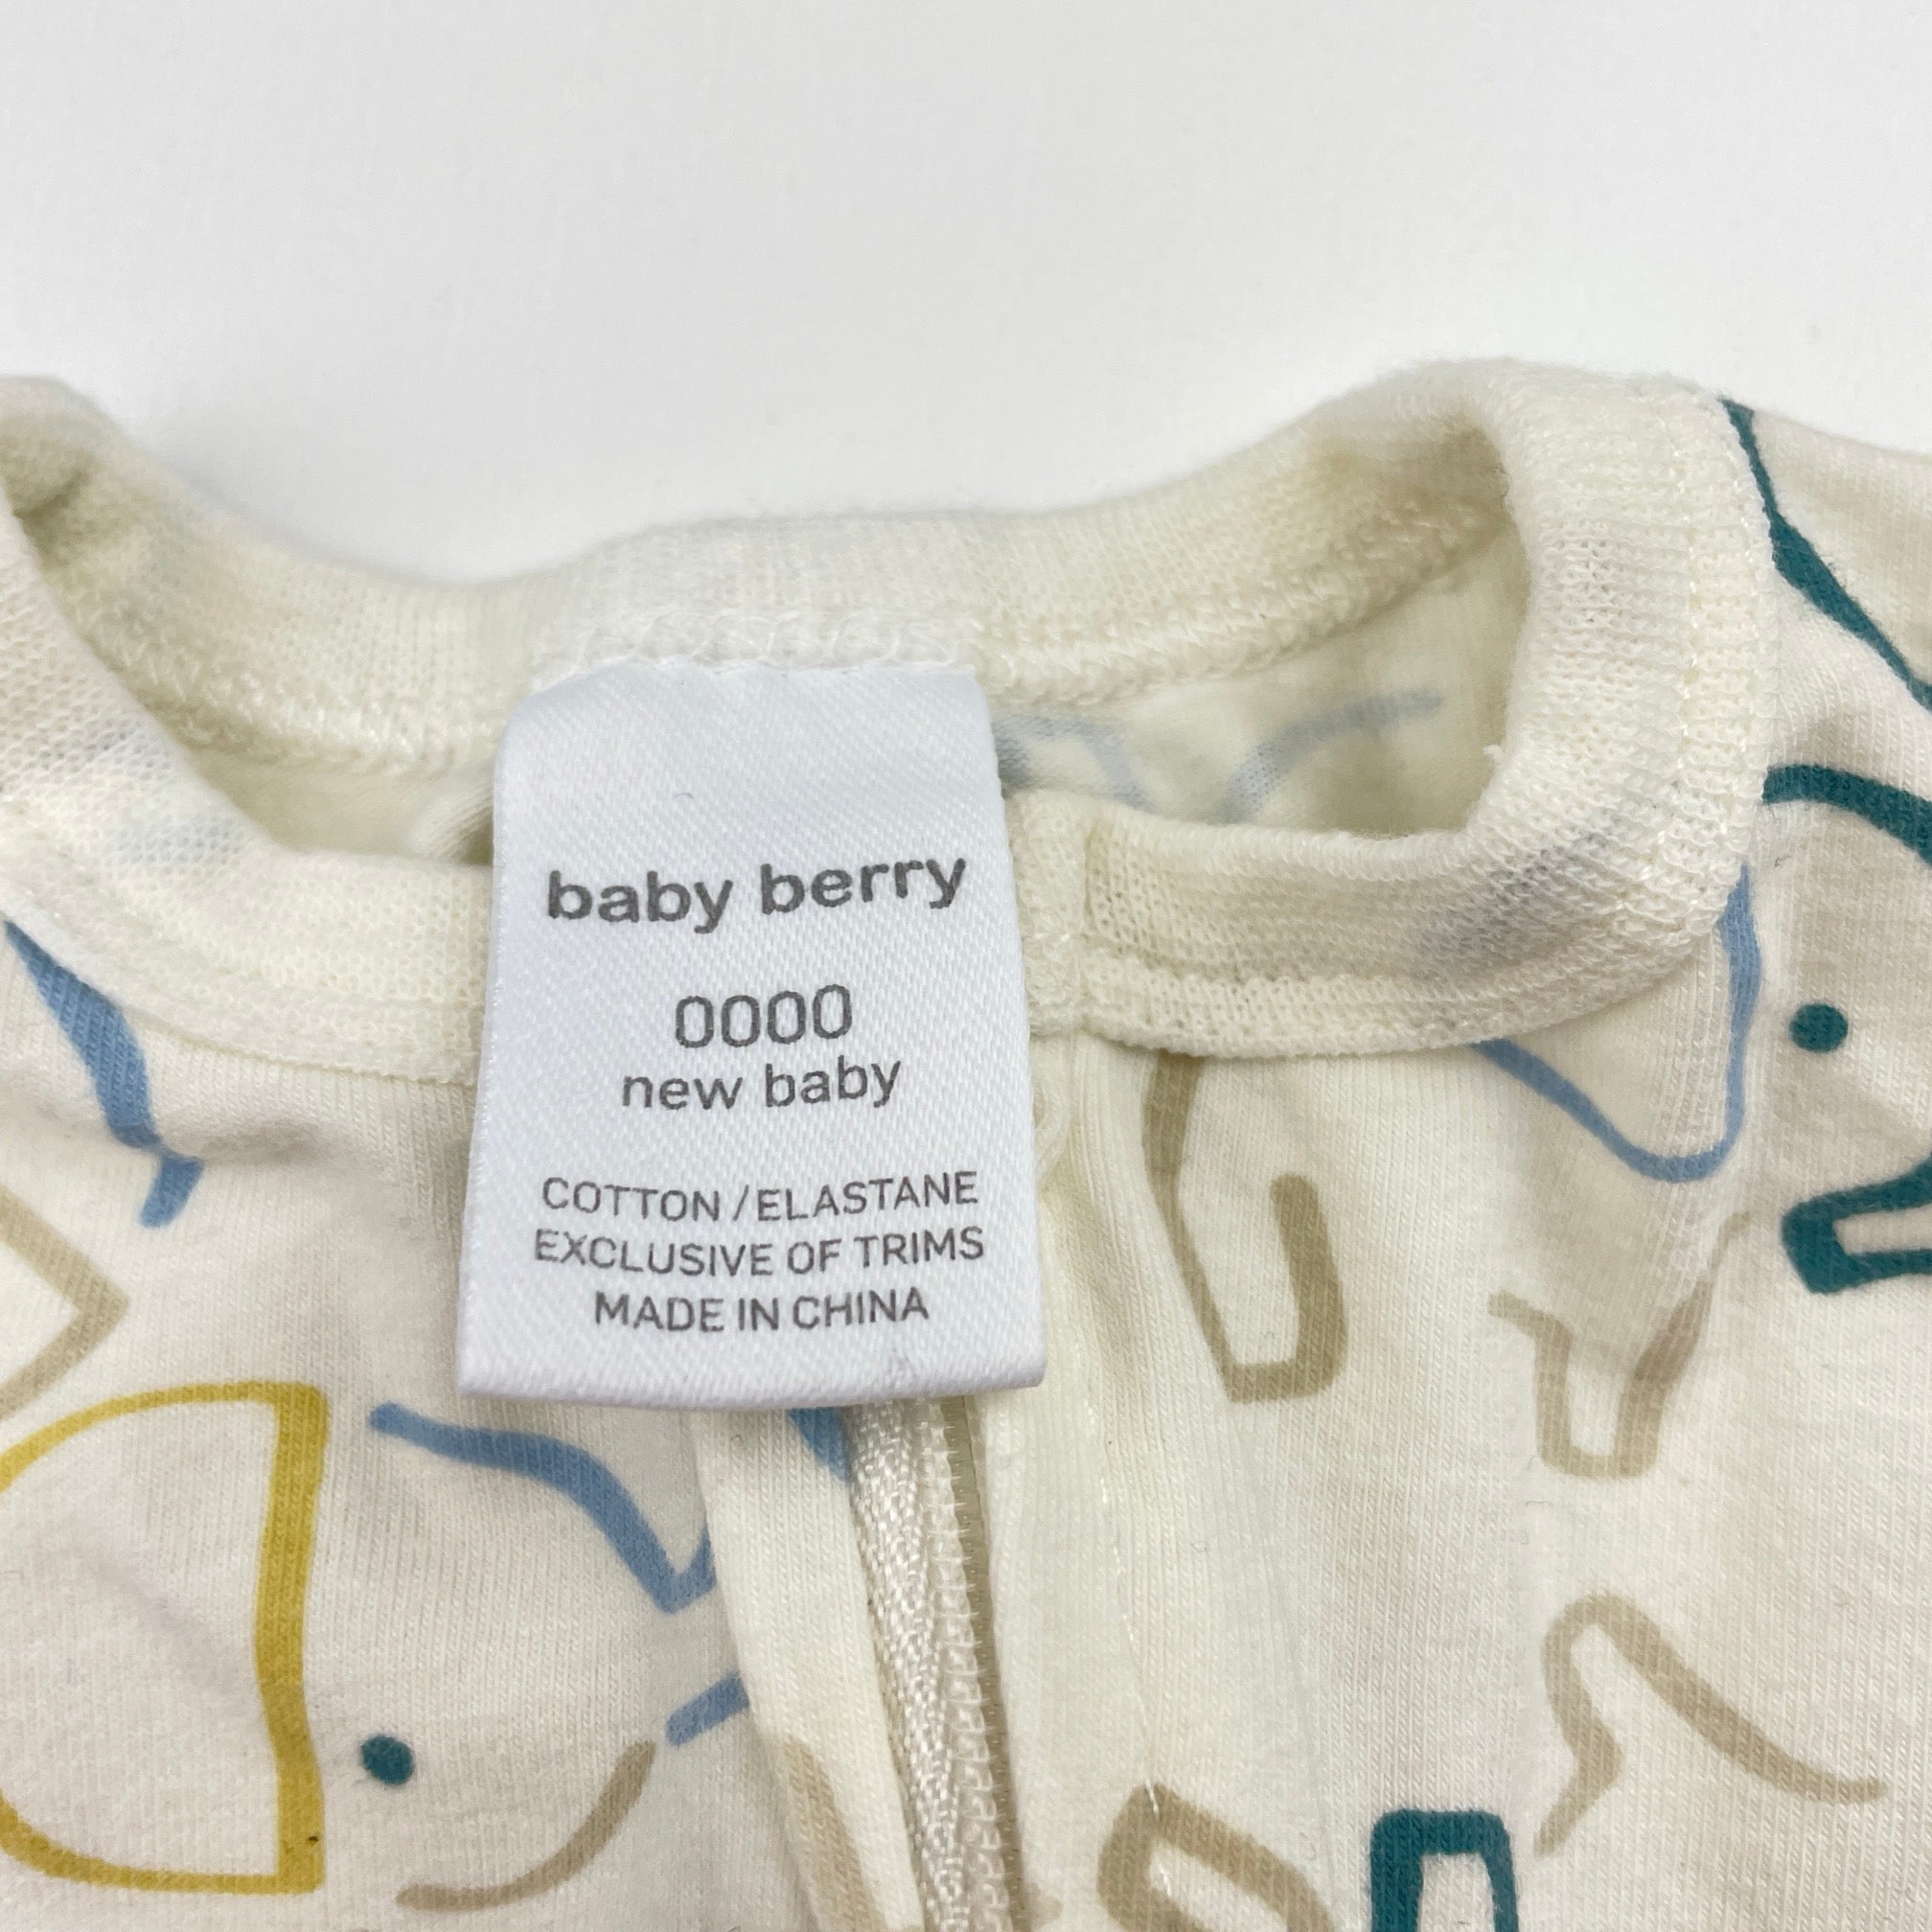 baby berry
0000
new baby
COTTON /ELASTANE
EXCLUSIVE OF TRIMS
MADE IN CHINA